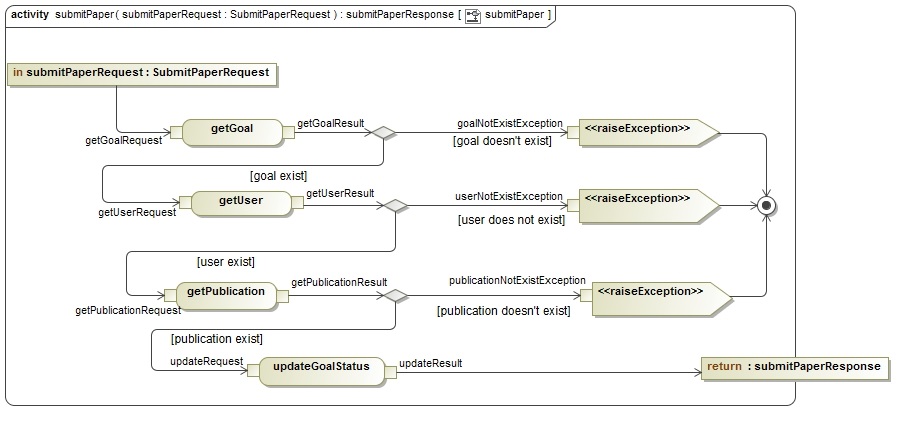 activity submitPaper( submitPaperRequest : SubmitPaperRequest ) : submitPaperResponse [ submitPaper ]
in submitPaperRequest : SubmitPaperRequest
getGoal
getGoalResult
goalNotExistException
<<raiseException>>
getGoalRequest
[goal doesn't exist]
[goal exist]
getUser
getUserResult
userNotExistException
<<raiseException>>
getUserRequest
[user does not exist]
[user exist]
getPublication
getPublicationResult
publicationNotExistException
<<raiseException>>
getPublicationRequest
[publication doesn't exist]
[publication exist]
updateRequest
updateGoalStatus
updateResult
return : submitPaperResponse